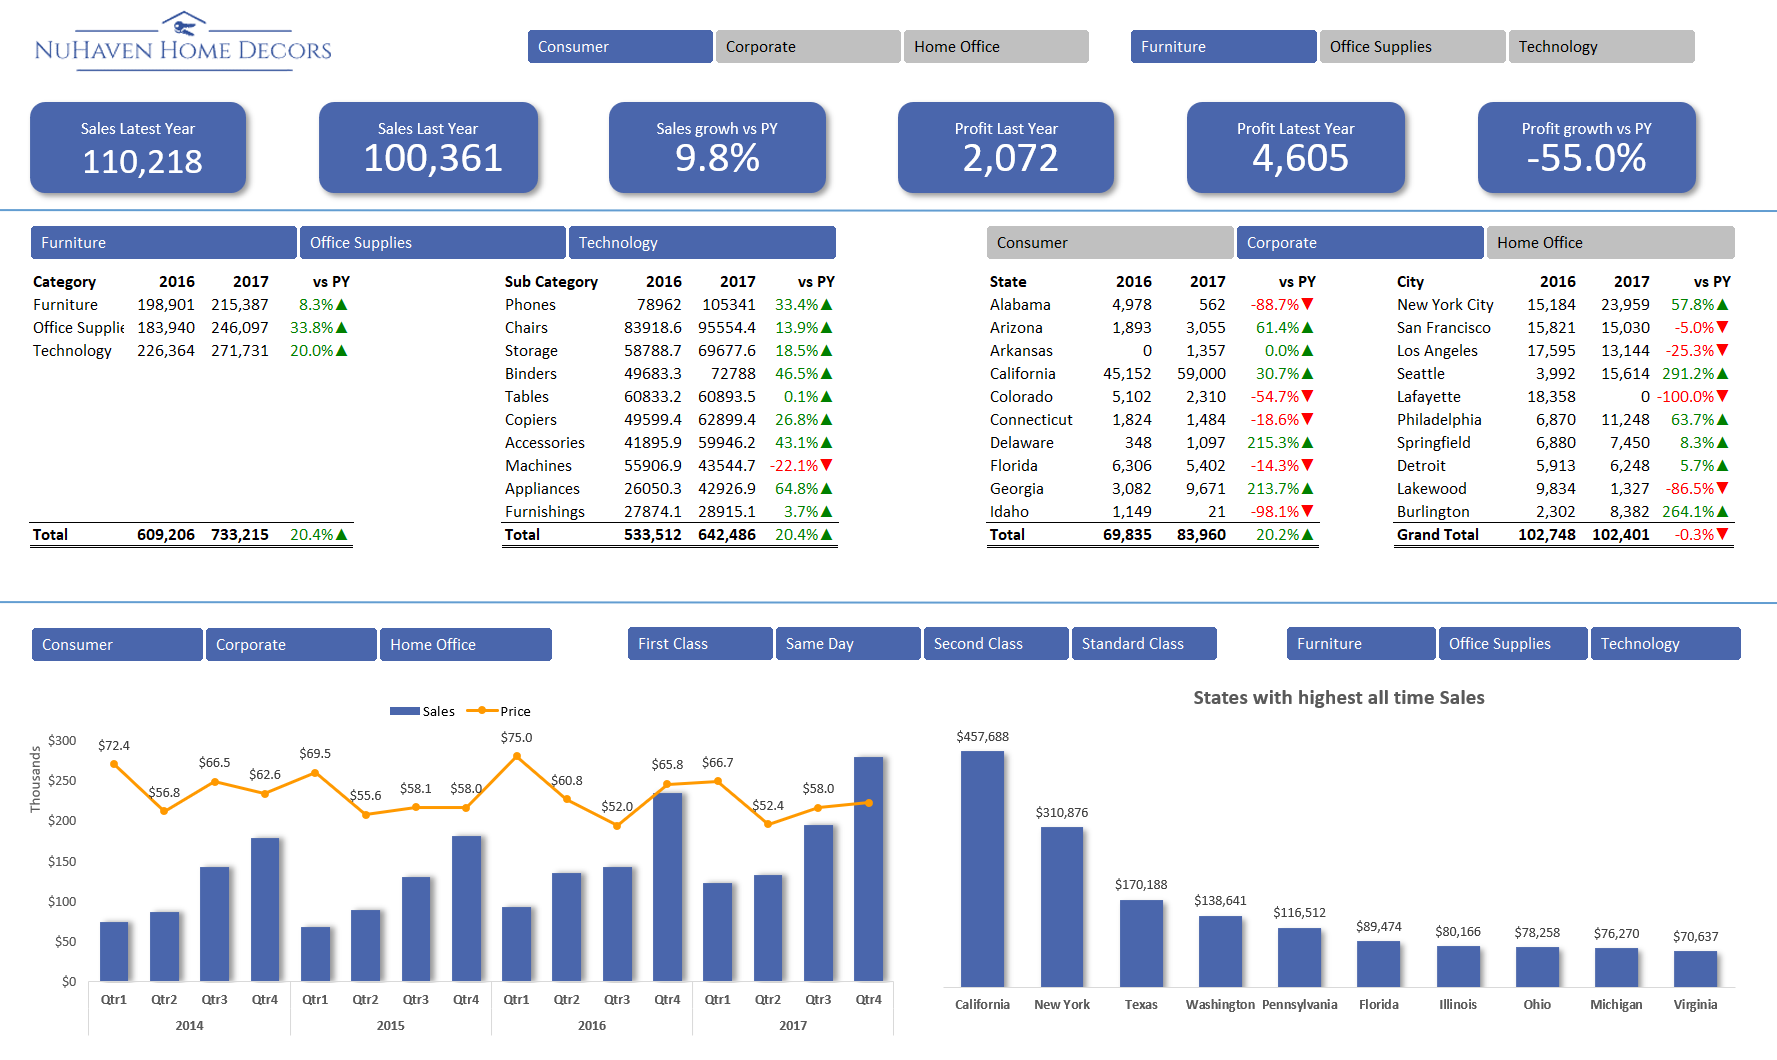 NuHaven Home Decors
Consumer Corporate Home Office Furniture Office Supplies Technology
Sales Latest Year
110,218
Sales Last Year
100,361
Sales growh vs PY
9.8%
Profit Last Year
2,072
Profit Latest Year
4,605
Profit growth vs PY
-55.0%
Furniture Office Supplies Technology
Category 2016 2017 vs PY
Furniture 198,901 215,387 8.3%▲
Office Supplie 183,940 246,097 33.8%▲
Technology 226,364 271,731 20.0%▲
Total 609,206 733,215 20.4%▲
Sub Category 2016 2017 vs PY
Phones 78962 105341 33.4%▲
Chairs 83918.6 95554.4 13.9%▲
Storage 58788.7 69677.6 18.5%▲
Binders 49683.3 72788 46.5%▲
Tables 60833.2 60893.5 0.1%▲
Copiers 49599.4 62899.4 26.8%▲
Accessories 41895.9 59946.2 43.1%▲
Machines 55906.9 43544.7 -22.1%▼
Appliances 26050.3 42926.9 64.8%▲
Furnishings 27874.1 28915.1 3.7%▲
Total 533,512 642,486 20.4%▲
Consumer Corporate Home Office
State 2016 2017 vs PY
Alabama 4,978 562 -88.7%▼
Arizona 1,893 3,055 61.4%▲
Arkansas 0 1,357 0.0%▲
California 45,152 59,000 30.7%▲
Colorado 5,102 2,310 -54.7%▼
Connecticut 1,824 1,484 -18.6%▼
Delaware 348 1,097 215.3%▲
Florida 6,306 5,402 -14.3%▼
Georgia 3,082 9,671 213.7%▲
Idaho 1,149 21 -98.1%▼
Total 69,835 83,960 20.2%▲
City 2016 2017 vs PY
New York City 15,184 23,959 57.8%▲
San Francisco 15,821 15,030 -5.0%▼
Los Angeles 17,595 13,144 -25.3%▼
Seattle 3,992 15,614 291.2%▲
Lafayette 18,358 0 -100.0%▼
Philadelphia 6,870 11,248 63.7%▲
Springfield 6,880 7,450 8.3%▲
Detroit 5,913 6,248 5.7%▲
Lakewood 9,834 1,327 -86.5%▼
Burlington 2,302 8,382 264.1%▲
Grand Total 102,748 102,401 -0.3%▼
Consumer Corporate Home Office
First Class Same Day Second Class Standard Class
Furniture Office Supplies Technology
Sales Price
Thousands
$300
$250
$200
$150
$100
$50
$0
$72.4 $56.8 $66.5 $62.6 $69.5 $55.6 $58.1 $58.0 $75.0 $60.8 $52.0 $65.8 $66.7 $52.4 $58.0
Qtr1 Qtr2 Qtr3 Qtr4 Qtr1 Qtr2 Qtr3 Qtr4 Qtr1 Qtr2 Qtr3 Qtr4 Qtr1 Qtr2 Qtr3 Qtr4
2014 2015 2016 2017
States with highest all time Sales
$457,688 $310,876 $170,188 $138,641 $116,512 $89,474 $80,166 $78,258 $76,270 $70,637
California New York Texas Washington Pennsylvania Florida Illinois Ohio Michigan Virginia